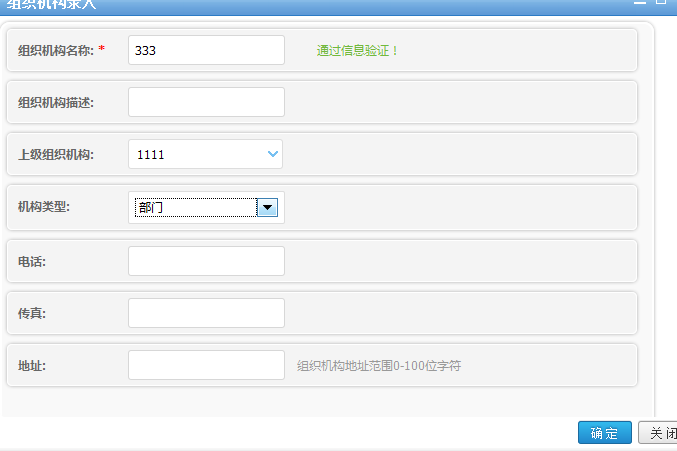 组织机构录入
组织机构名称: * 333 通过信息验证！
组织机构描述:
上级组织机构: 1111
机构类型: 部门
电话:
传真:
地址: 组织机构地址范围0-100位字符
确定 关闭